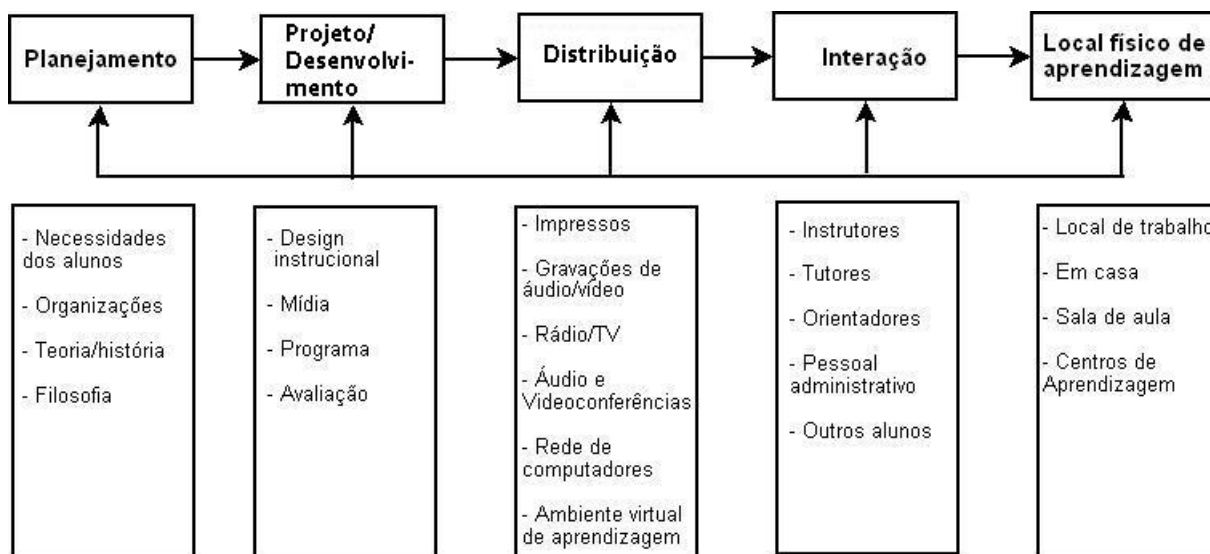 Planejamento
Projeto/
Desenvolvi-
mento
Distribuição
Interação
Local físico de
aprendizagem
- Necessidades
dos alunos
- Organizações
- Teoria/história
- Filosofia
- Design
instrucional
- Mídia
- Programa
- Avaliação
- Impressos
- Gravações de
áudio/vídeo
- Rádio/TV
- Áudio e
Videoconferências
- Rede de
computadores
- Ambiente virtual
de aprendizagem
- Instrutores
- Tutores
- Orientadores
- Pessoal
administrativo
- Outros alunos
- Local de trabalho
- Em casa
- Sala de aula
- Centros de
Aprendizagem